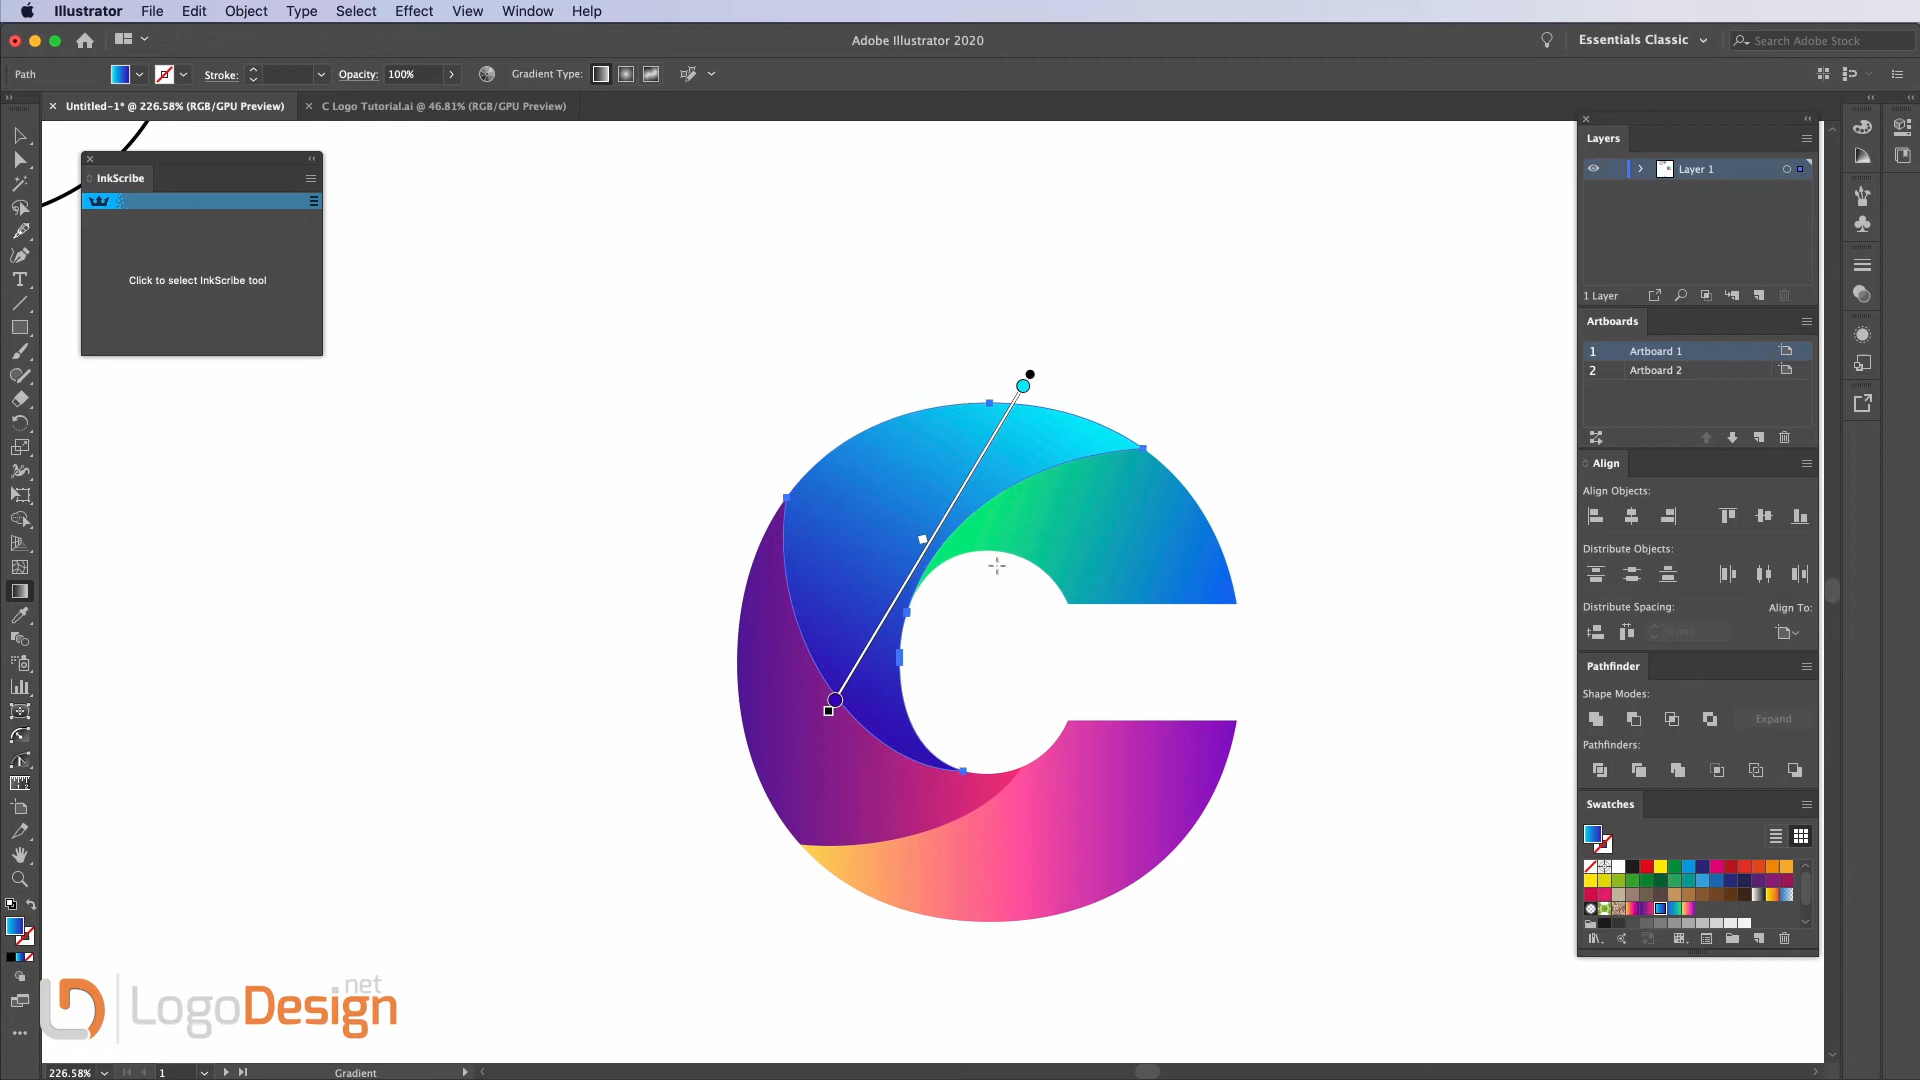 Illustrator File Edit Object Type Select Effect View Window Help
Adobe Illustrator 2020
Essentials Classic
Search Adobe Stock
Path
Stroke:
Opacity: 100%
Gradient Type:
Untitled-1* @ 226.58% (RGB/GPU Preview)
C Logo Tutorial.ai @ 46.81% (RGB/GPU Preview)
InkScribe
Click to select InkScribe tool
Layers
Layer 1
1 Layer
Artboards
1 Artboard 1
2 Artboard 2
Align
Align Objects:
Distribute Objects:
Distribute Spacing:
Align To:
0 mm
Pathfinder
Shape Modes:
Expand
Pathfinders:
Swatches
LogoDesign.net
226.58%
1
Gradient